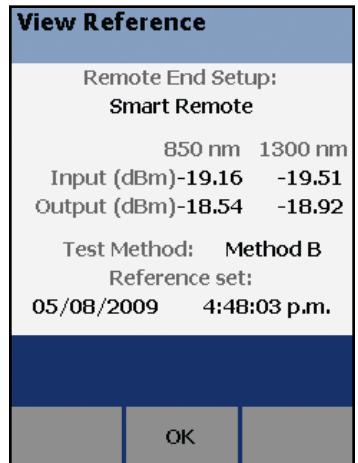 View Reference
Remote End Setup:
Smart Remote
850 nm 1300 nm
Input (dBm)-19.16 -19.51
Output (dBm)-18.54 -18.92
Test Method: Method B
Reference set:
05/08/2009 4:48:03 p.m.
OK